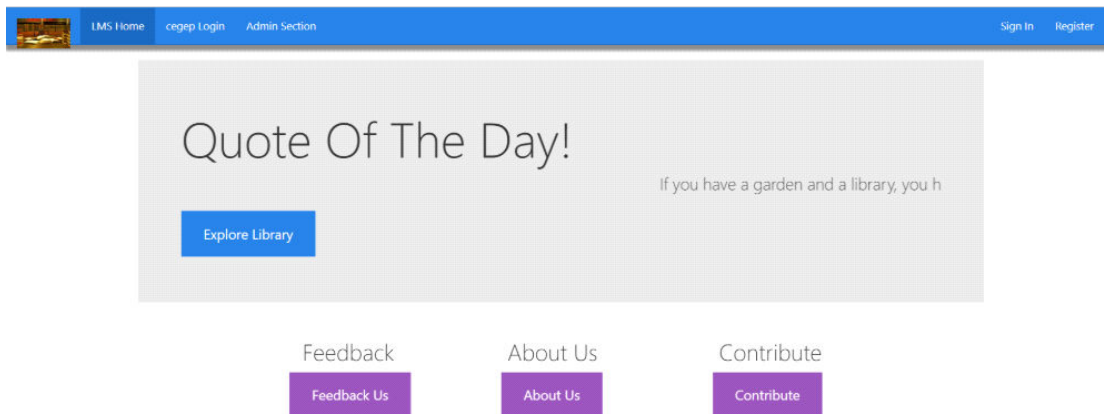 LMS Home cegep Login Admin Section Sign In Register
Quote Of The Day!
If you have a garden and a library, you h
Explore Library
Feedback About Us Contribute
Feedback Us About Us Contribute